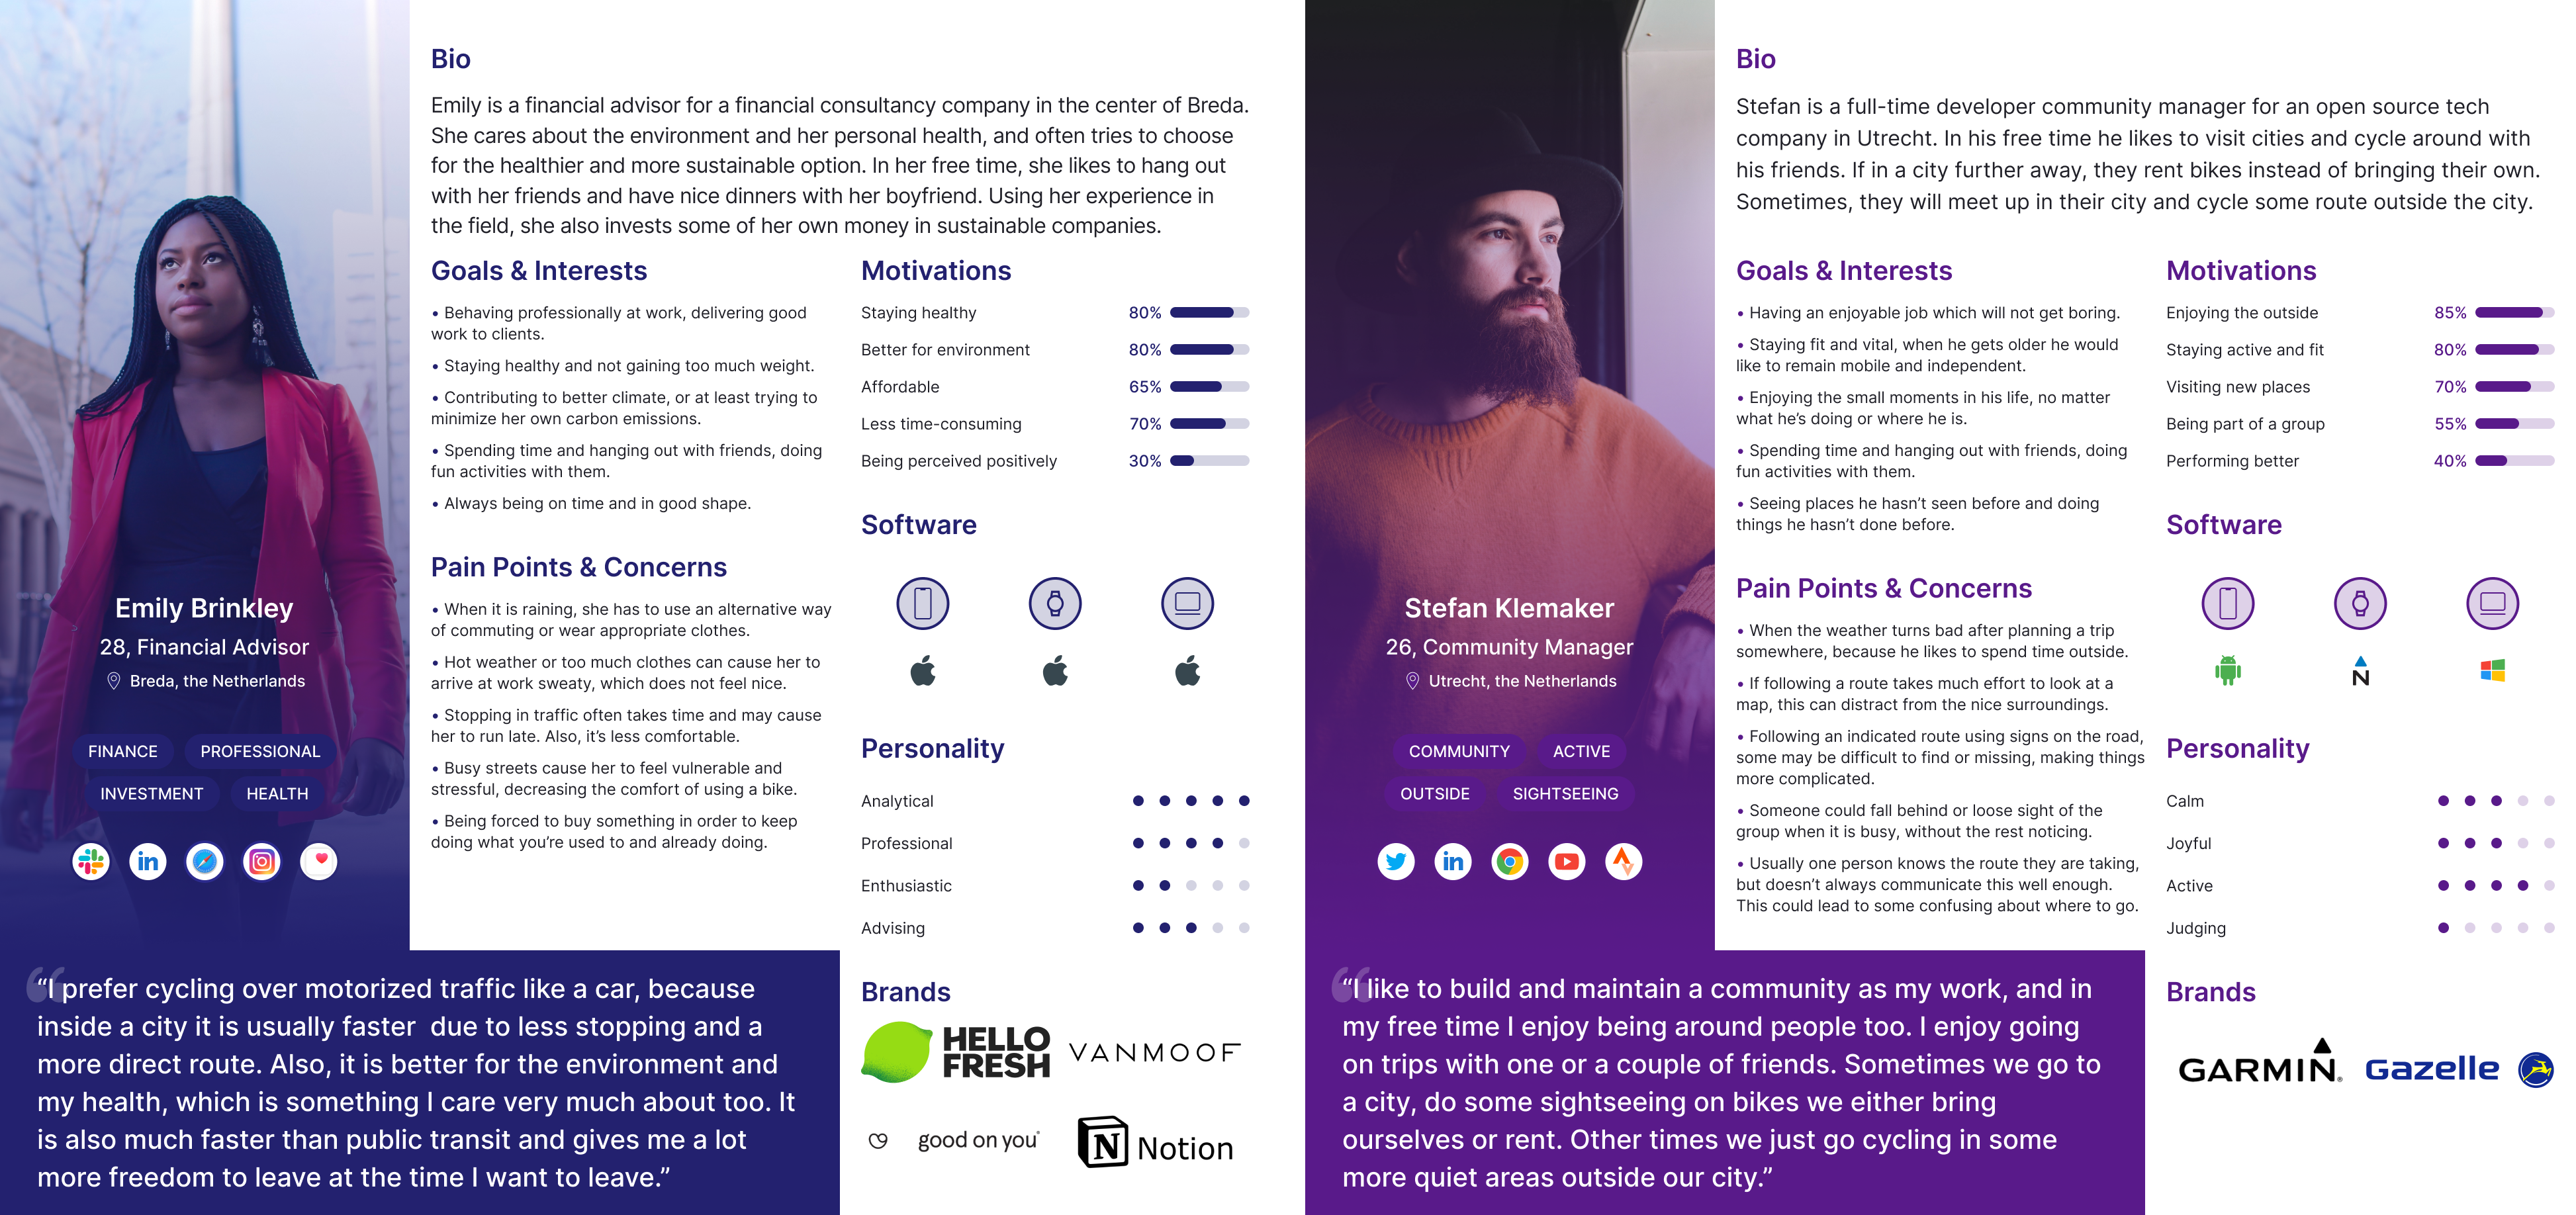 Bio
Emily is a financial advisor for a financial consultancy company in the center of Breda.
She cares about the environment and her personal health, and often tries to choose
for the healthier and more sustainable option. In her free time, she likes to hang out
with her friends and have nice dinners with her boyfriend. Using her experience in
the field, she also invests some of her own money in sustainable companies.
Goals & Interests
• Behaving professionally at work, delivering good
work to clients.
• Staying healthy and not gaining too much weight.
• Contributing to better climate, or at least trying to
minimize her own carbon emissions.
• Spending time and hanging out with friends, doing
fun activities with them.
• Always being on time and in good shape.
Pain Points & Concerns
• When it is raining, she has to use an alternative way
of commuting or wear appropriate clothes.
• Hot weather or too much clothes can cause her to
arrive at work sweaty, which does not feel nice.
• Stopping in traffic often takes time and may cause
her to run late. Also, it's less comfortable.
• Busy streets cause her to feel vulnerable and
stressful, decreasing the comfort of using a bike.
• Being forced to buy something in order to keep
doing what you're used to and already doing.
Motivations
Staying healthy 80%
Better for environment 80%
Affordable 65%
Less time-consuming 70%
Being perceived positively 30%
Software
Personality
Analytical
Professional
Enthusiastic
Advising
Brands
HELLO
FRESH
VANMOOF
good on you®
N Notion
Emily Brinkley
28, Financial Advisor
Breda, the Netherlands
FINANCE PROFESSIONAL
INVESTMENT HEALTH
in
“I prefer cycling over motorized traffic like a car, because
inside a city it is usually faster  due to less stopping and a
more direct route. Also, it is better for the environment and
my health, which is something I care very much about too. It
is also much faster than public transit and gives me a lot
more freedom to leave at the time I want to leave.”
Bio
Stefan is a full-time developer community manager for an open source tech
company in Utrecht. In his free time he likes to visit cities and cycle around with
his friends. If in a city further away, they rent bikes instead of bringing their own.
Sometimes, they will meet up in their city and cycle some route outside the city.
Goals & Interests
• Having an enjoyable job which will not get boring.
• Staying fit and vital, when he gets older he would
like to remain mobile and independent.
• Enjoying the small moments in his life, no matter
what he's doing or where he is.
• Spending time and hanging out with friends, doing
fun activities with them.
• Seeing places he hasn't seen before and doing
things he hasn't done before.
Pain Points & Concerns
• When the weather turns bad after planning a trip
somewhere, because he likes to spend time outside.
• If following a route takes much effort to look at a
map, this can distract from the nice surroundings.
• Following an indicated route using signs on the road,
some may be difficult to find or missing, making things
more complicated.
• Someone could fall behind or loose sight of the
group when it is busy, without the rest noticing.
• Usually one person knows the route they are taking,
but doesn't always communicate this well enough.
This could lead to some confusing about where to go.
Motivations
Enjoying the outside 85%
Staying active and fit 80%
Visiting new places 70%
Being part of a group 55%
Performing better 40%
Software
N
Personality
Calm
Joyful
Active
Judging
Brands
GARMIN®
Gazelle
Stefan Klemaker
26, Community Manager
Utrecht, the Netherlands
COMMUNITY ACTIVE
OUTSIDE SIGHTSEEING
in
“I like to build and maintain a community as my work, and in
my free time I enjoy being around people too. I enjoy going
on trips with one or a couple of friends. Sometimes we go to
a city, do some sightseeing on bikes we either bring
ourselves or rent. Other times we just go cycling in some
more quiet areas outside our city.”